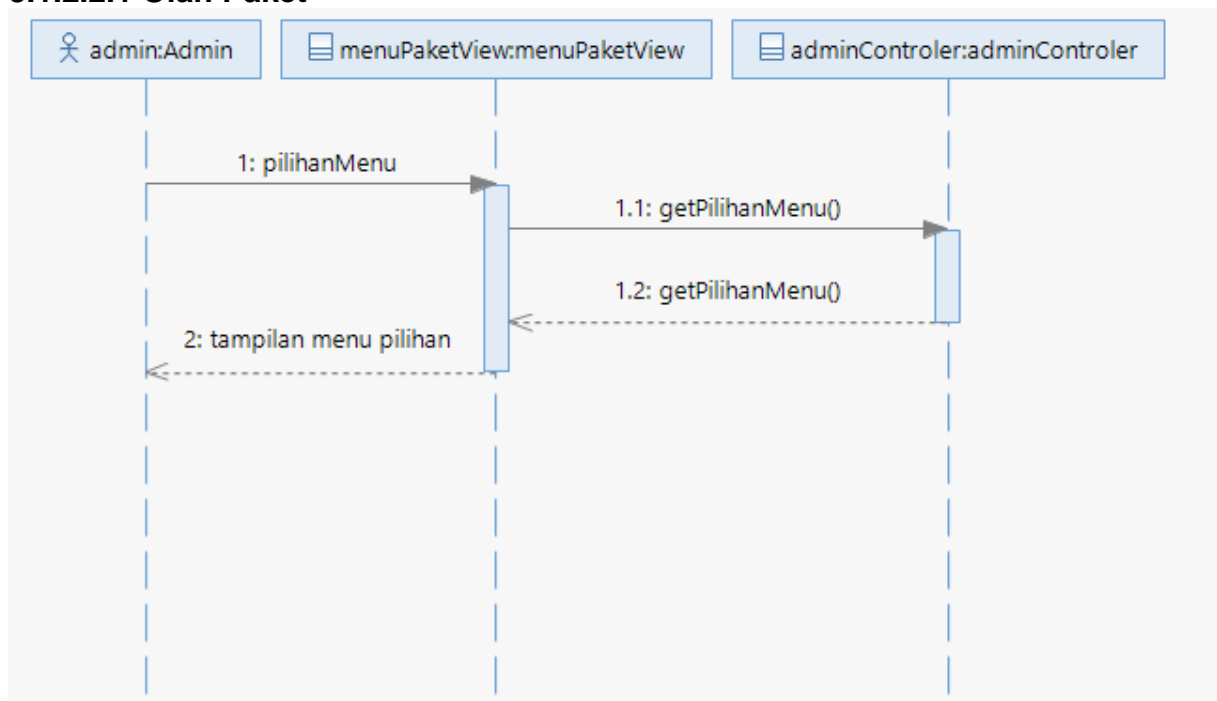 admin:Admin
menuPaketView:menuPaketView
adminControler:adminControler
1: pilihanMenu
1.1: getPilihanMenu()
1.2: getPilihanMenu()
2: tampilan menu pilihan